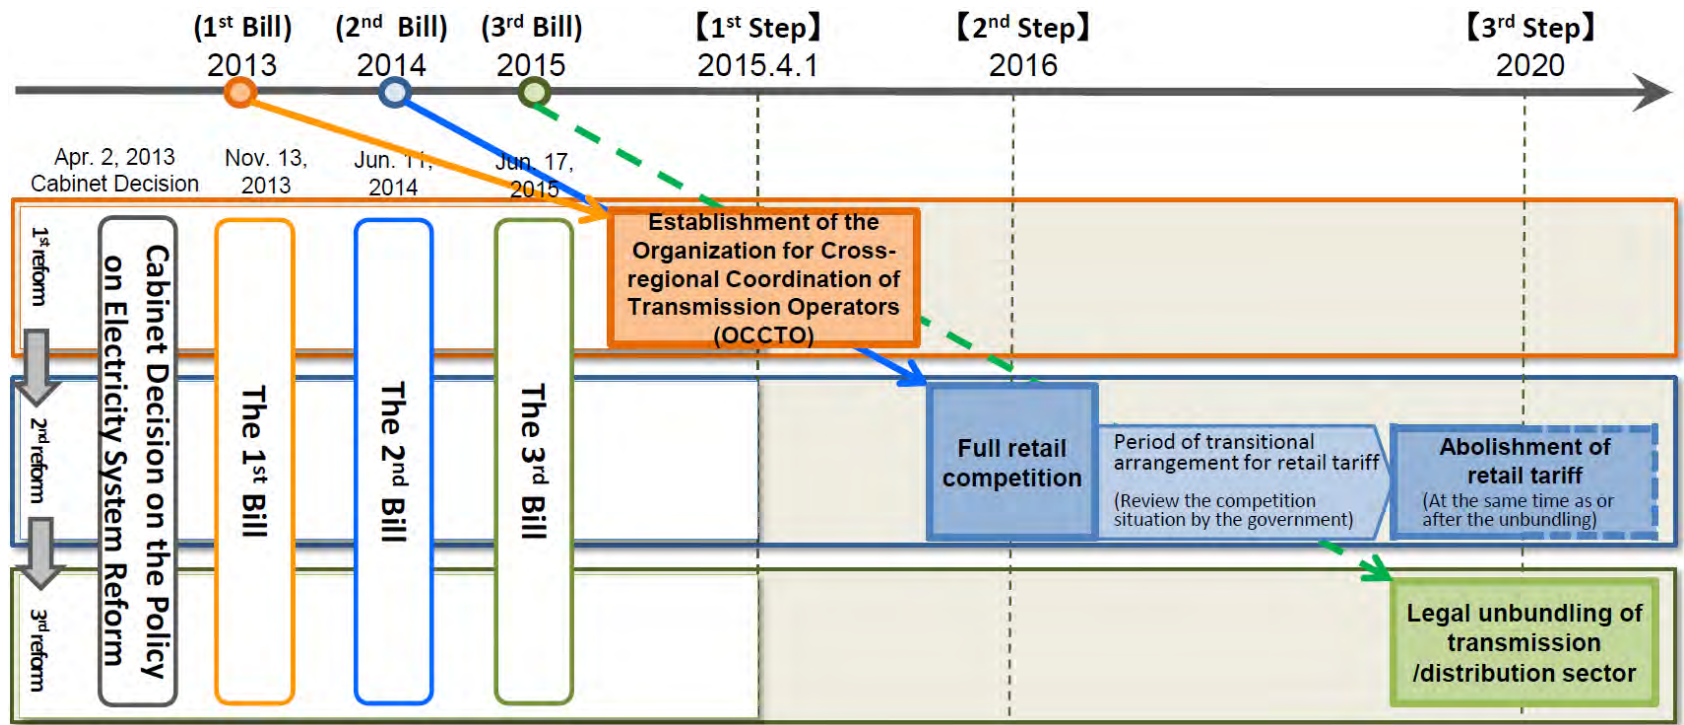 (1st Bill)
(2nd Bill)
(3rd Bill)
【1st Step】
【2nd Step】
【3rd Step】
2013
2014
2015
2015.4.1
2016
2020
Apr. 2, 2013
Cabinet Decision
Nov. 13,
2013
Jun. 11,
2014
Jun. 17,
2015
1st reform
2nd reform
3rd reform
Cabinet Decision on the Policy
on Electricity System Reform
The 1st Bill
The 2nd Bill
The 3rd Bill
Establishment of the
Organization for Cross-
regional Coordination of
Transmission Operators
(OCCTO)
Full retail
competition
Period of transitional
arrangement for retail tariff
(Review the competition
situation by the government)
Abolishment of
retail tariff
(At the same time as or
after the unbundling)
Legal unbundling of
transmission
/distribution sector